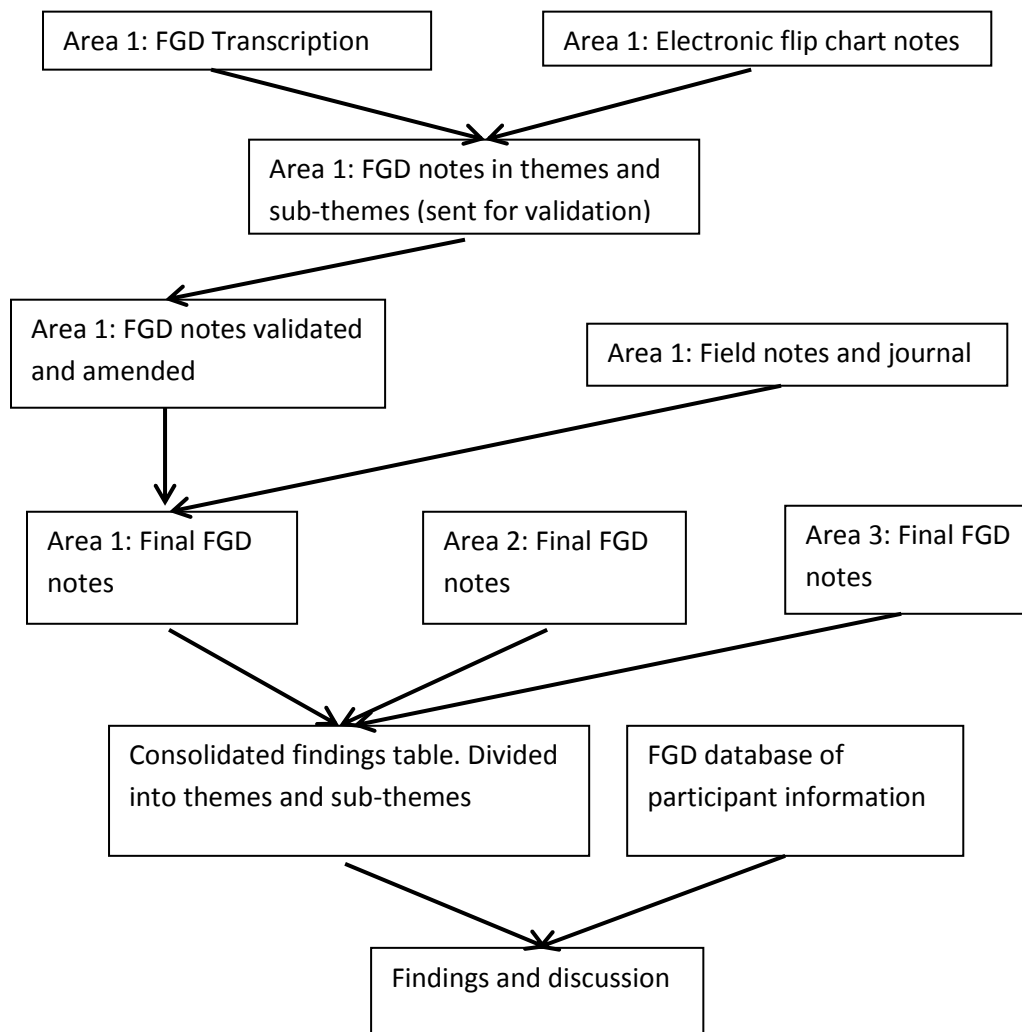 Area 1: FGD Transcription
Area 1: Electronic flip chart notes
Area 1: FGD notes in themes and
sub-themes (sent for validation)
Area 1: FGD notes validated
and amended
Area 1: Field notes and journal
Area 1: Final FGD
notes
Area 2: Final FGD
notes
Area 3: Final FGD
notes
Consolidated findings table. Divided
into themes and sub-themes
FGD database of
participant information
Findings and discussion